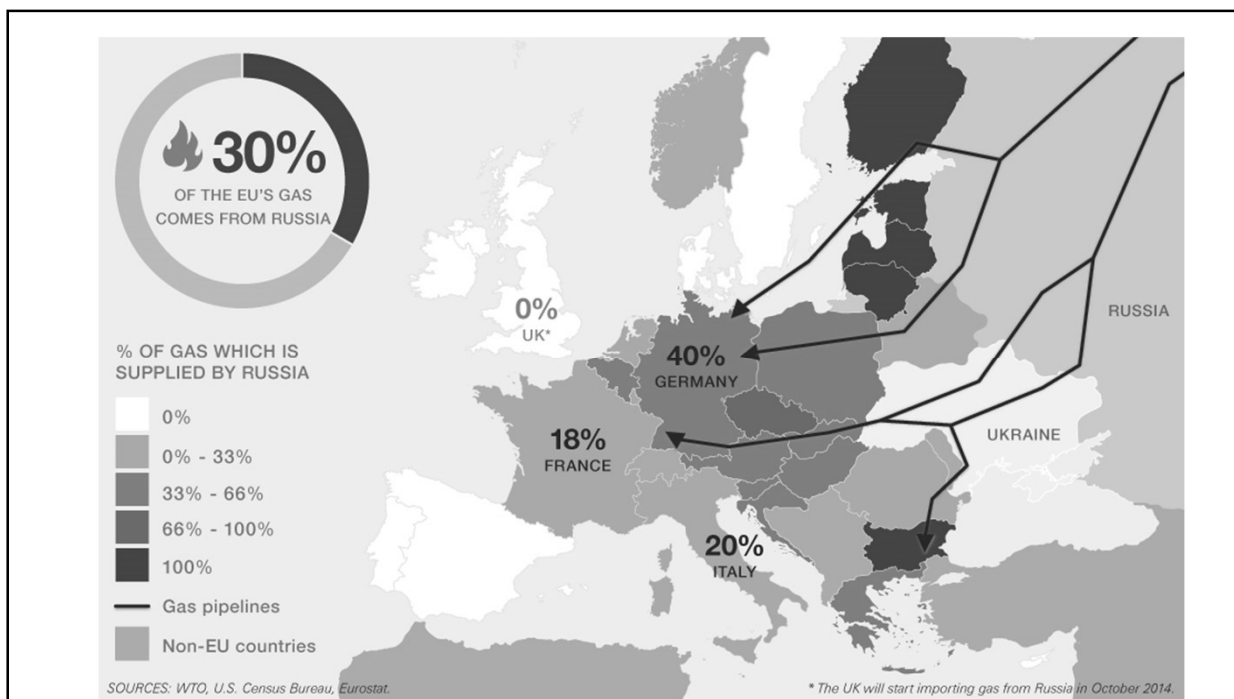 30%
OF THE EU'S GAS
COMES FROM RUSSIA
% OF GAS WHICH IS
SUPPLIED BY RUSSIA
0%
0% - 33%
33% - 66%
66% - 100%
100%
Gas pipelines
Non-EU countries
0%
UK*
40%
GERMANY
18%
FRANCE
20%
ITALY
RUSSIA
UKRAINE
SOURCES: WTO, U.S. Census Bureau, Eurostat.
* The UK will start importing gas from Russia in October 2014.